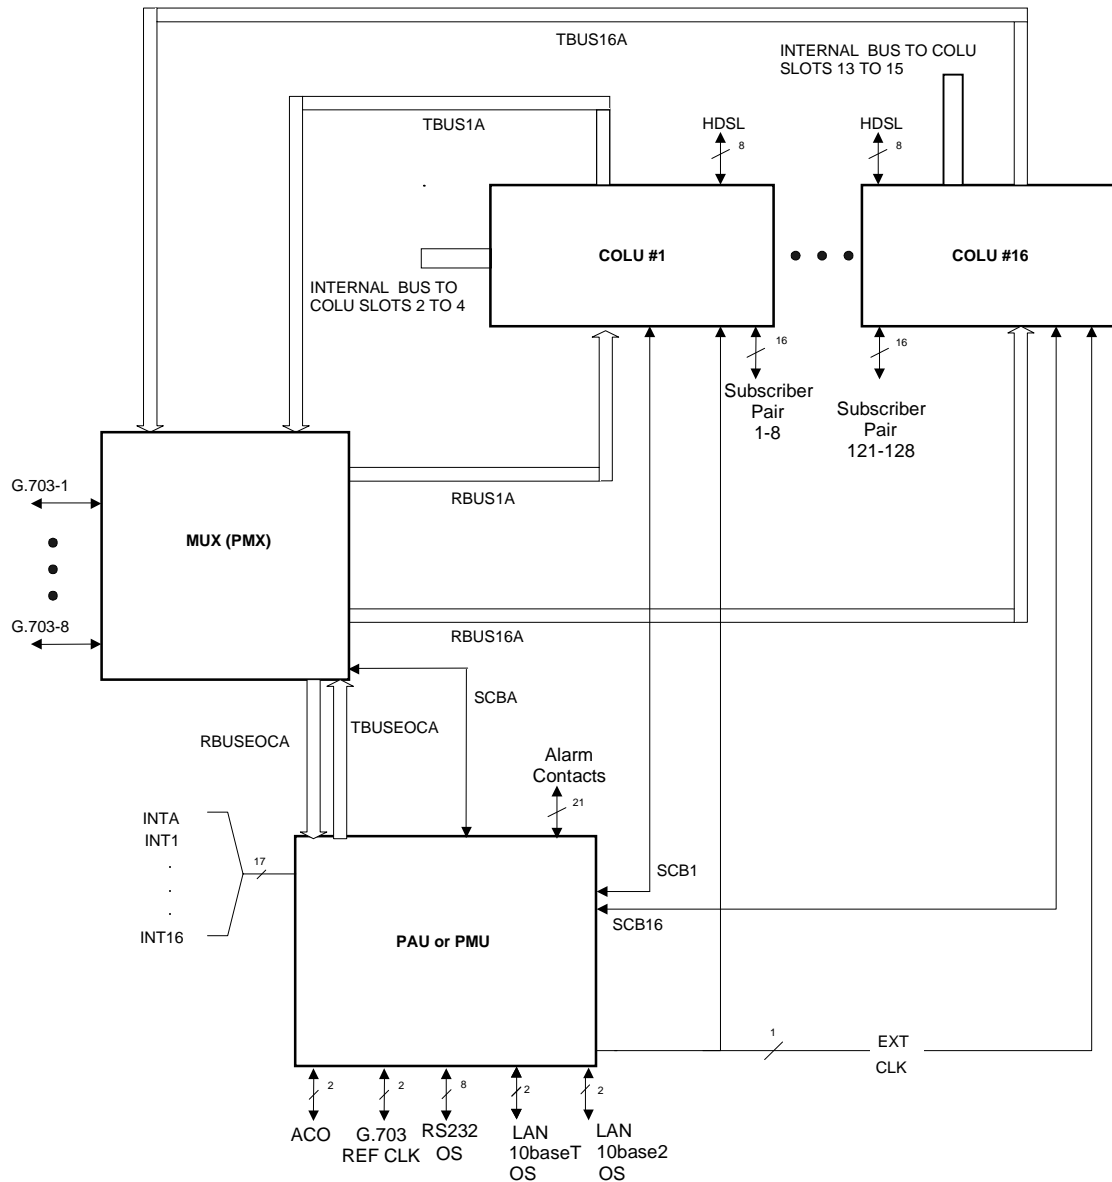 TBUS16A
INTERNAL BUS TO COLU
SLOTS 13 TO 15
TBUS1A
HDSL
8
HDSL
8
COLU #1
COLU #16
INTERNAL BUS TO
COLU SLOTS 2 TO 4
16
Subscriber
Pair
1-8
16
Subscriber
Pair
121-128
G.703-1
RBUS1A
MUX (PMX)
G.703-8
RBUS16A
SCBA
TBUSEOCA
RBUSEOCA
Alarm
Contacts
21
INTA
INT1
.
.
.
INT16
17
SCB1
SCB16
PAU or PMU
1
EXT
CLK
2
2
8
2
2
ACO
G.703
REF CLK
RS232
OS
LAN
10baseT
OS
LAN
10base2
OS